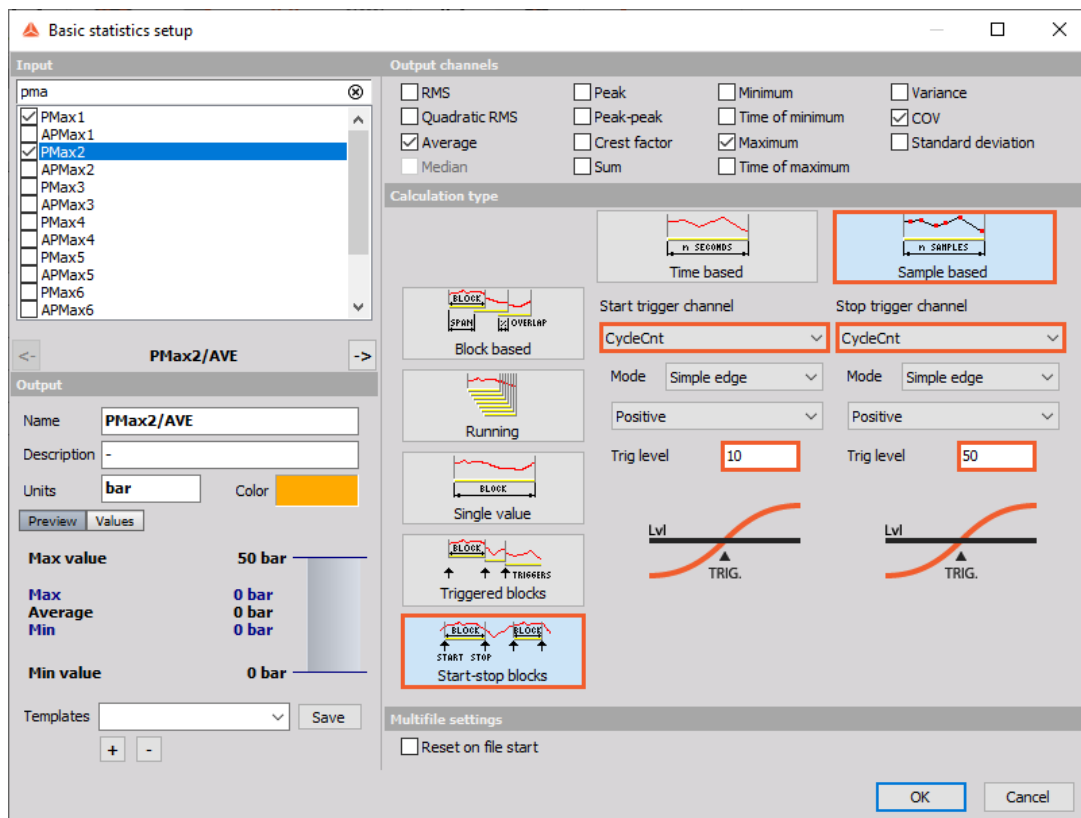 Basic statistics setup
Input
pma
PMax1
APMax1
PMax2
APMax2
PMax3
APMax3
PMax4
APMax4
PMax5
APMax5
PMax6
APMax6
<- PMax2/AVE ->
Output
Name PMax2/AVE
Description -
Units bar Color
Preview Values
Max value 50 bar
Max 0 bar
Average 0 bar
Min 0 bar
Min value 0 bar
Templates Save
+ -
Output channels
RMS Peak Minimum Variance
Quadratic RMS Peak-peak Time of minimum COV
Average Crest factor Maximum Standard deviation
Median Sum Time of maximum
Calculation type
n SECONDS
Time based
n SAMPLES
Sample based
BLOCK
SPAN % OVERLAP
Block based
Running
BLOCK
Single value
BLOCK
TRIGGERS
Triggered blocks
BLOCK BLOCK
START STOP
Start-stop blocks
Start trigger channel Stop trigger channel
CycleCnt CycleCnt
Mode Simple edge Mode Simple edge
Positive Positive
Trig level 10 Trig level 50
Lvl Lvl
TRIG. TRIG.
Multifile settings
Reset on file start
OK Cancel